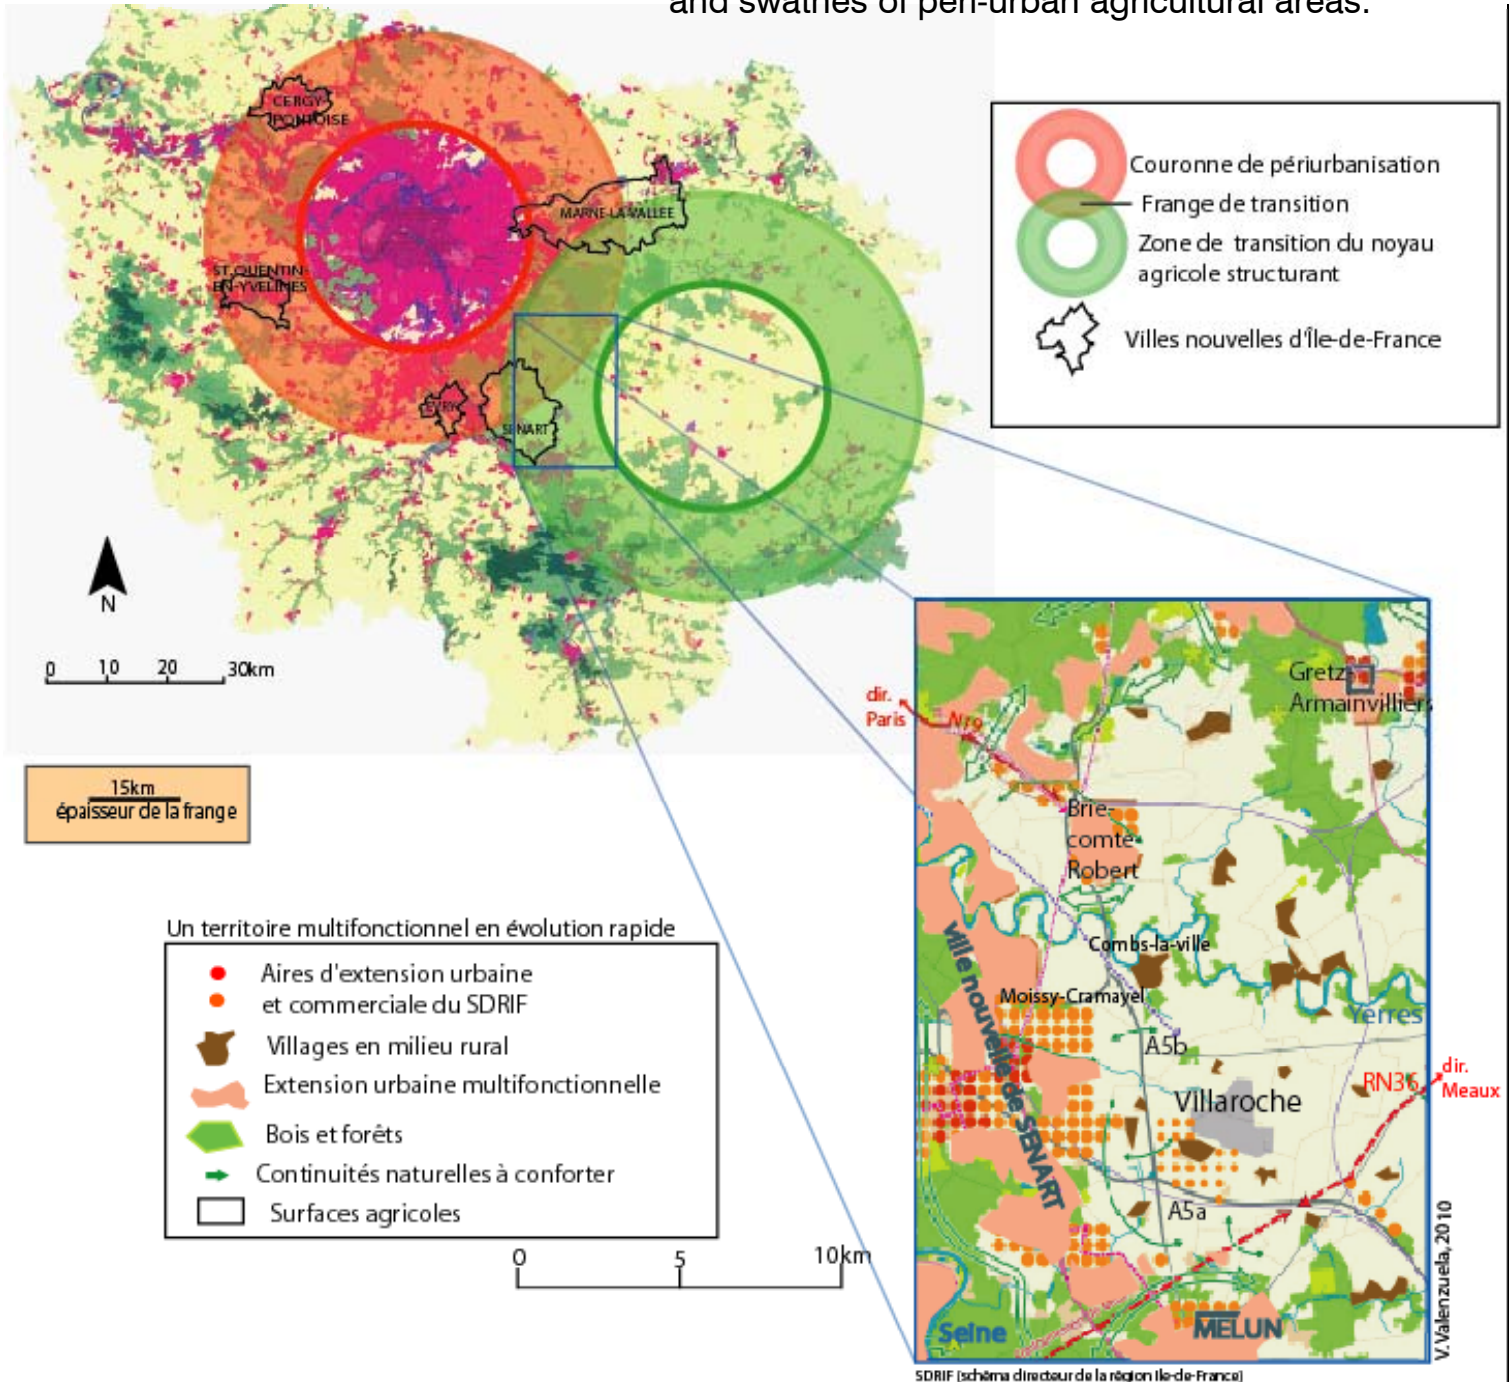 and swathes of peri-urban agricultural areas.
CERGY
PONTOISE
MARNE-LA-VALLEE
ST.QUENTIN-
EN-YVELINES
EVRY
SENART
N
0 10 20 30km
Couronne de périurbanisation
Frange de transition
Zone de transition du noyau
agricole structurant
Villes nouvelles d'Île-de-France
15km
épaisseur de la frange
Un territoire multifonctionnel en évolution rapide
Aires d'extension urbaine
et commerciale du SDRIF
Villages en milieu rural
Extension urbaine multifonctionnelle
Bois et forêts
Continuités naturelles à conforter
Surfaces agricoles
0 5 10km
dir.
Paris
N19
Gretz
Armainvilliers
Brie-
comte-
Robert
Combs-la-ville
Moissy-Cramayel
ville nouvelle de SENART
Yerres
A5b
Villaroche
RN36
dir.
Meaux
A5a
Seine
MELUN
V. Valenzuela, 2010
SDRIF [schéma directeur de la région Ile-de-France]